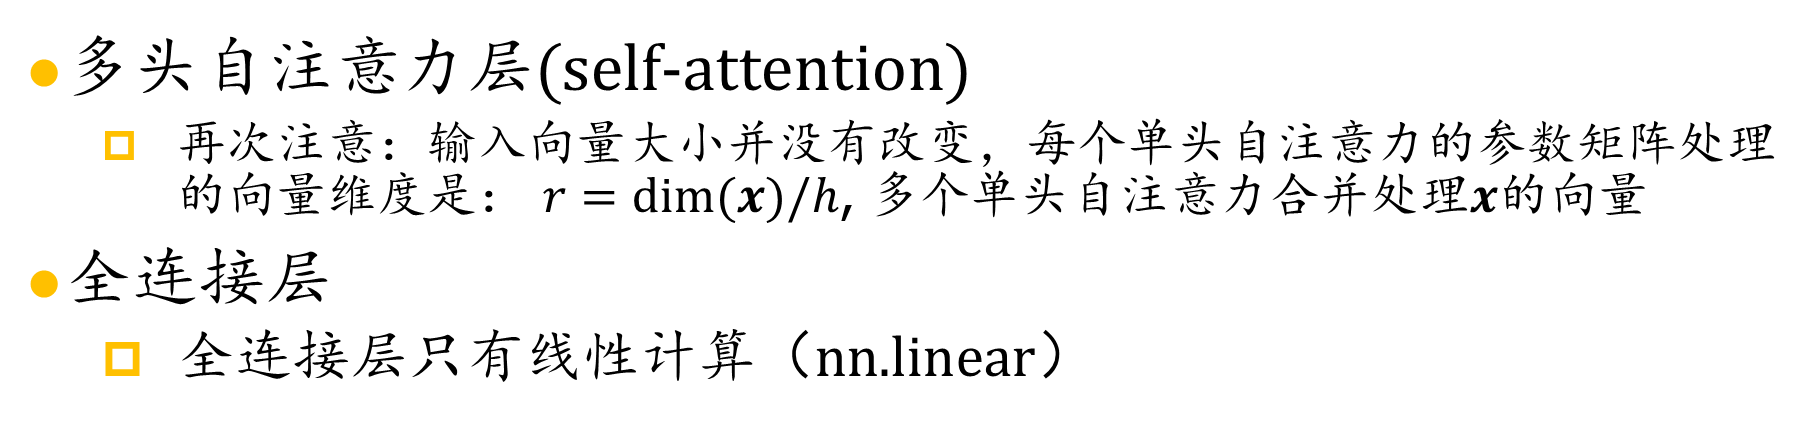 多头自注意力层(self-attention)
再次注意：输入向量大小并没有改变，每个单头自注意力的参数矩阵处理
的向量维度是： r = dim(x)/h, 多个单头自注意力合并处理x的向量
全连接层
全连接层只有线性计算（nn.linear）